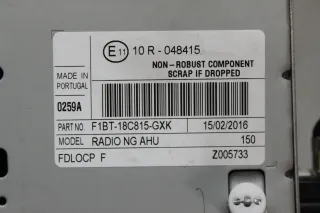 E11 10 R - 048415
NON - ROBUST COMPONENT
SCRAP IF DROPPED
MADE IN
PORTUGAL
0259A
PART NO. F1BT-18C815-GXK 15/02/2016
MODEL RADIO NG AHU 150
FDLOCP F Z005733